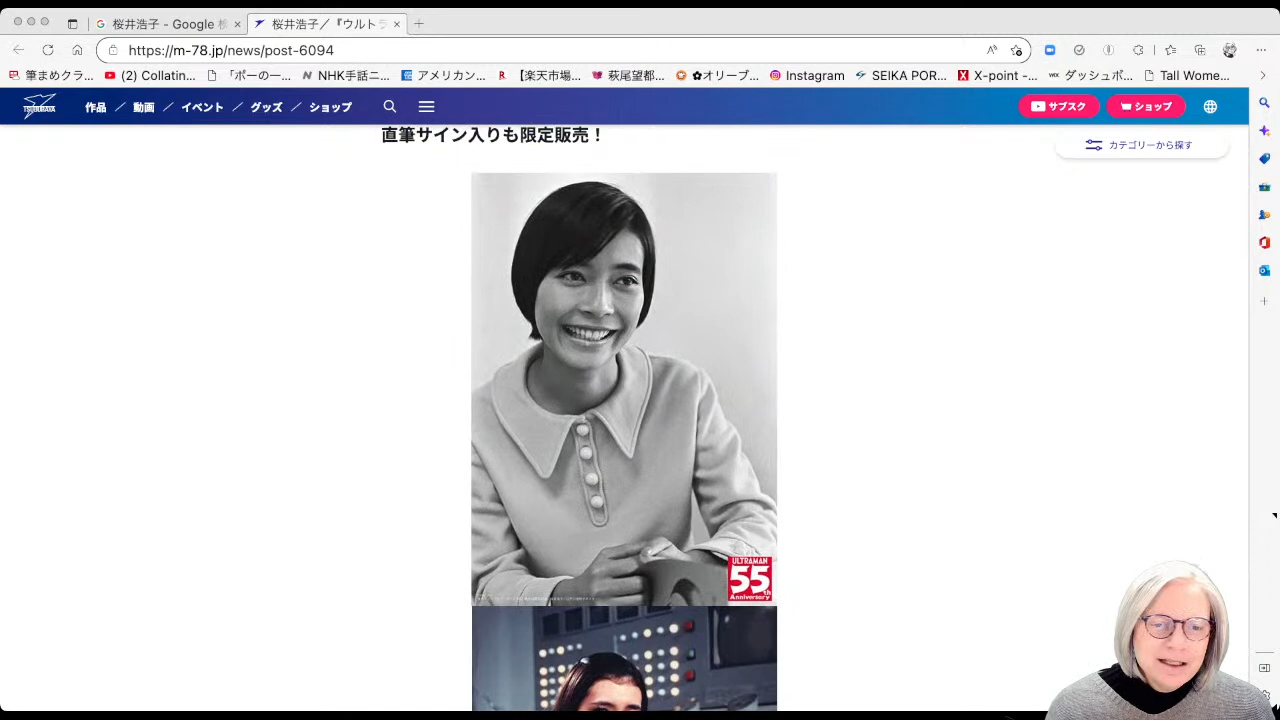 桜井浩子 - Google 検
桜井浩子／『ウルトラ
https://m-78.jp/news/post-6094
筆まめクラ...
(2) Collatin...
「ポーの一...
NHK手話ニ...
アメリカン...
【楽天市場...
萩尾望都...
✿オリーブ...
Instagram
SEIKA POR...
X-point -...
ダッシュボ...
Tall Wome...
TSUBURAYA
作品 ／ 動画 ／ イベント ／ グッズ ／ ショップ
サブスク
ショップ
直筆サイン入りも限定販売！
カテゴリーから探す
ULTRAMAN
55th
Anniversary